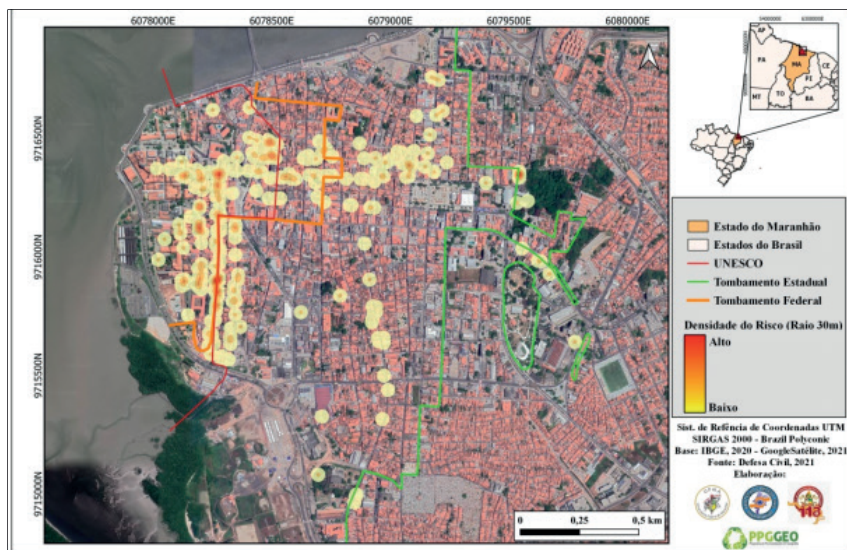 6078000E 6078500E 6079000E 6079500E 6080000E
9716500N
9716000N
9715500N
9715000N
AP
PA
MA
CE
PI
TO
MT
BA
Estado do Maranhão
Estados do Brasil
UNESCO
Tombamento Estadual
Tombamento Federal
Densidade do Risco (Raio 30m)
Alto
Baixo
Sist. de Refência de Coordenadas UTM
SIRGAS 2000 - Brazil Polyconic
Base: IBGE, 2020 - GoogleSatélite, 2021
Fonte: Defesa Civil, 2021
Elaboração:
PPGGEO
0 0,25 0,5 km